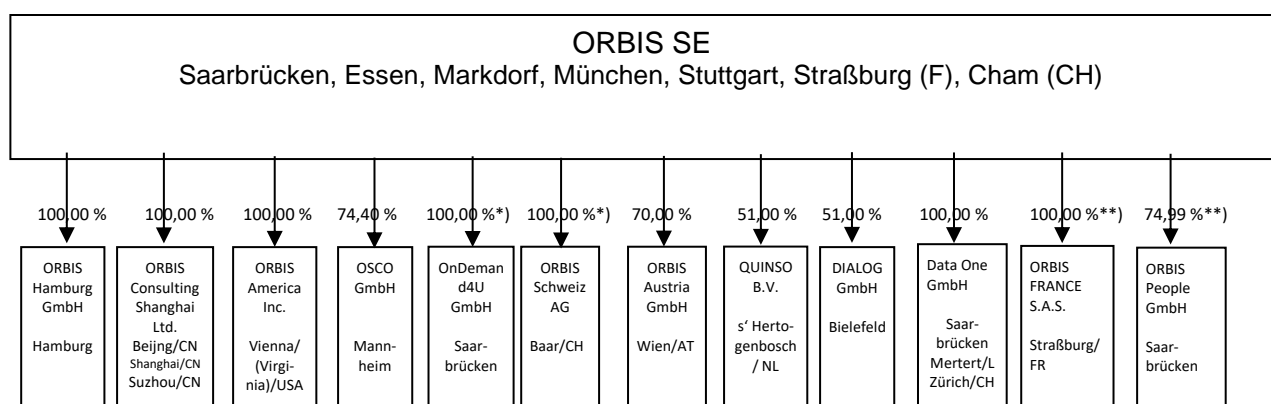 ORBIS SE
Saarbrücken, Essen, Markdorf, München, Stuttgart, Straßburg (F), Cham (CH)
100,00 %
100,00 %
100,00 %
74,40 %
100,00 %*)
100,00 %*)
70,00 %
51,00 %
51,00 %
100,00 %
100,00 %**)
74,99 %**)
ORBIS
Hamburg
GmbH
Hamburg
ORBIS
Consulting
Shanghai
Ltd.
Beijng/CN
Shanghai/CN
Suzhou/CN
ORBIS
America
Inc.
Vienna/
(Virgi-
nia)/USA
OSCO
GmbH
Mann-
heim
OnDeman
d4U
GmbH
Saar-
brücken
ORBIS
Schweiz
AG
Baar/CH
ORBIS
Austria
GmbH
Wien/AT
QUINSO
B.V.
s‘ Herto-
genbosch
/ NL
DIALOG
GmbH
Bielefeld
Data One
GmbH
Saar-
brücken
Mertert/L
Zürich/CH
ORBIS
FRANCE
S.A.S.
Straßburg/
FR
ORBIS
People
GmbH
Saar-
brücken